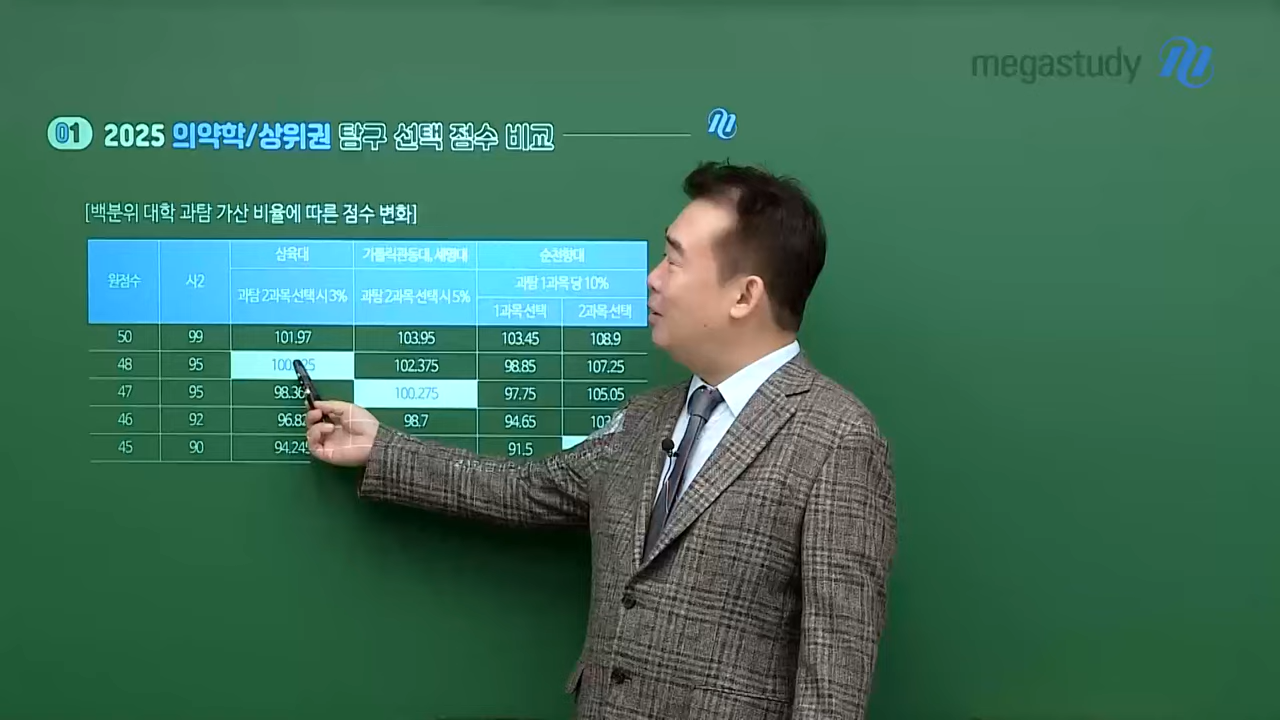 megastudy
01 2025 의약학/상위권 탐구 선택 점수 비교
[백분위 대학 과탐 가산 비율에 따른 점수 변화]
원점수 사2 삼육대 가톨릭관동대, 세명대 순천향대
과탐 2과목 선택 시 3% 과탐 2과목 선택 시 5% 과탐 1과목 당 10%
1과목 선택 2과목 선택
50 99 101.97 103.95 103.45 108.9
48 95 102.375 98.85 107.25
47 95 100.275 97.75 105.05
46 92 98.7 94.65
45 90 91.5